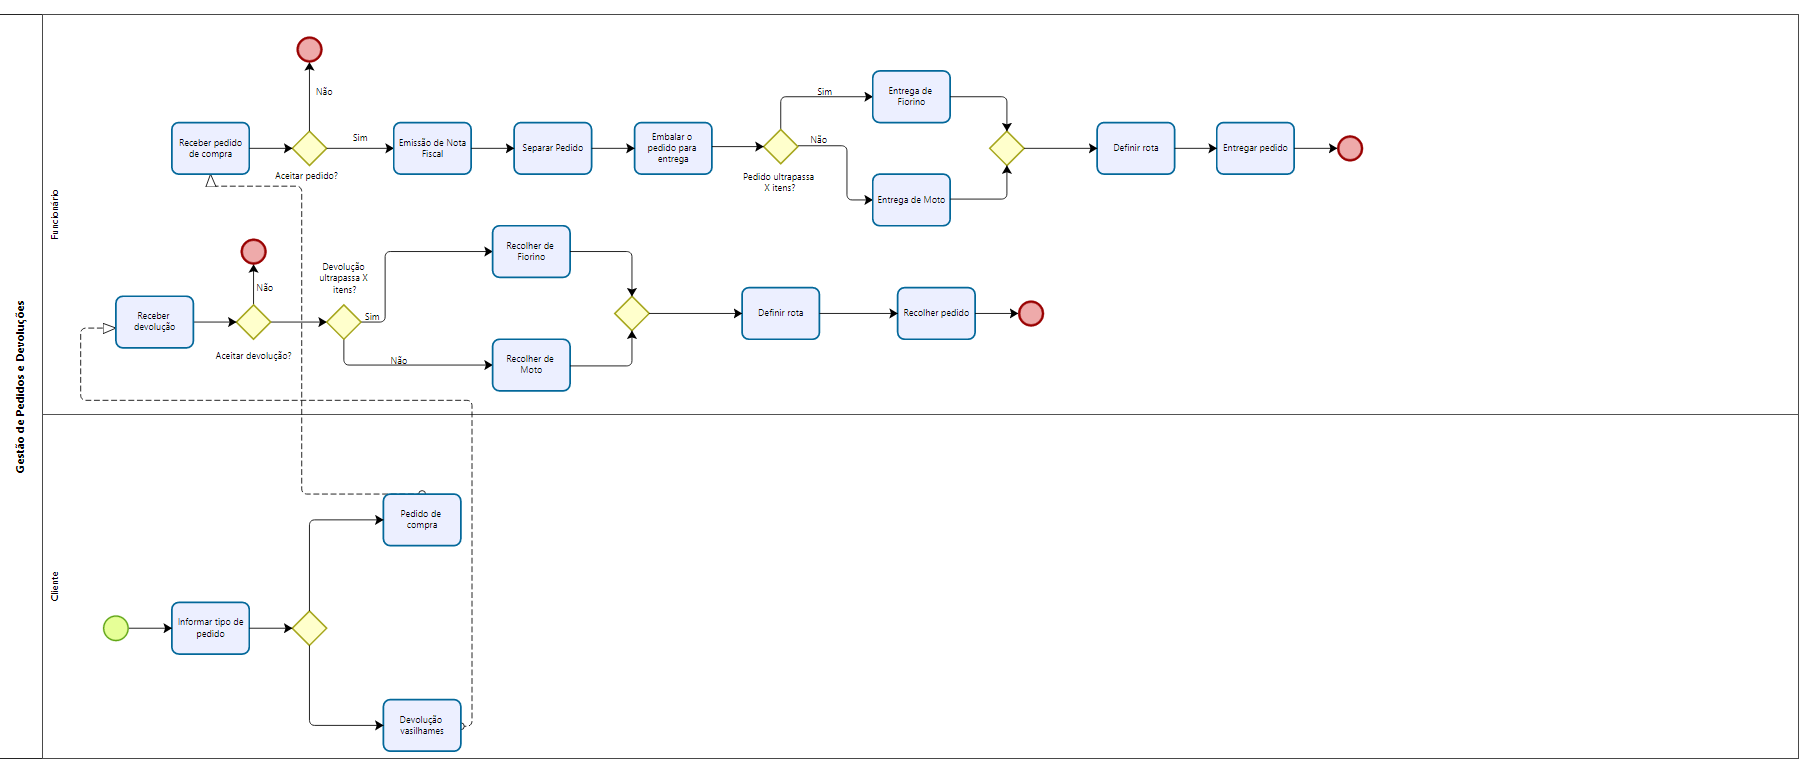 Gestão de Pedidos e Devoluções
Funcionário
Não
Receber pedido
de compra
Aceitar pedido?
Sim
Emissão de Nota
Fiscal
Separar Pedido
Embalar o
pedido para
entrega
Pedido ultrapassa
X itens?
Sim
Não
Entrega de
Fiorino
Entrega de Moto
Definir rota
Entregar pedido
Receber
devolução
Não
Aceitar devolução?
Devolução
ultrapassa X
itens?
Sim
Não
Recolher de
Fiorino
Recolher de
Moto
Definir rota
Recolher pedido
Cliente
Informar tipo de
pedido
Pedido de
compra
Devolução
vasilhames